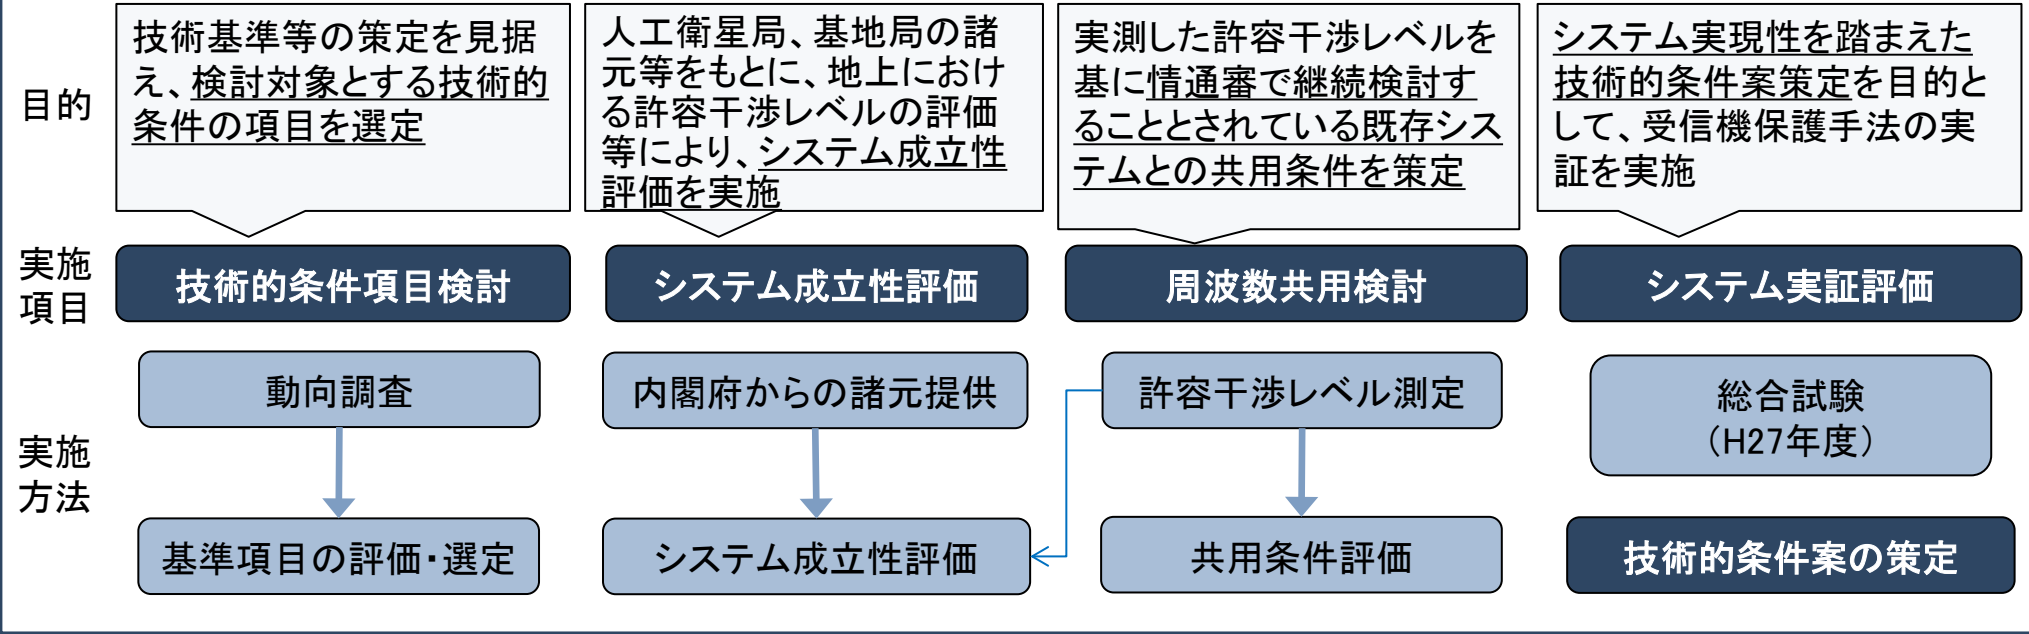 目的
技術基準等の策定を見据
え、検討対象とする技術的
条件の項目を選定
人工衛星局、基地局の諸
元等をもとに、地上におけ
る許容干渉レベルの評価
等により、システム成立性
評価を実施
実測した許容干渉レベルを
基に情通審で継続検討す
ることとされている既存シス
テムとの共用条件を策定
システム実現性を踏まえた
技術的条件案策定を目的と
して、受信機保護手法の実
証を実施
実施
項目
技術的条件項目検討
システム成立性評価
周波数共用検討
システム実証評価
実施
方法
動向調査
内閣府からの諸元提供
許容干渉レベル測定
総合試験
（H27年度）
基準項目の評価・選定
システム成立性評価
共用条件評価
技術的条件案の策定